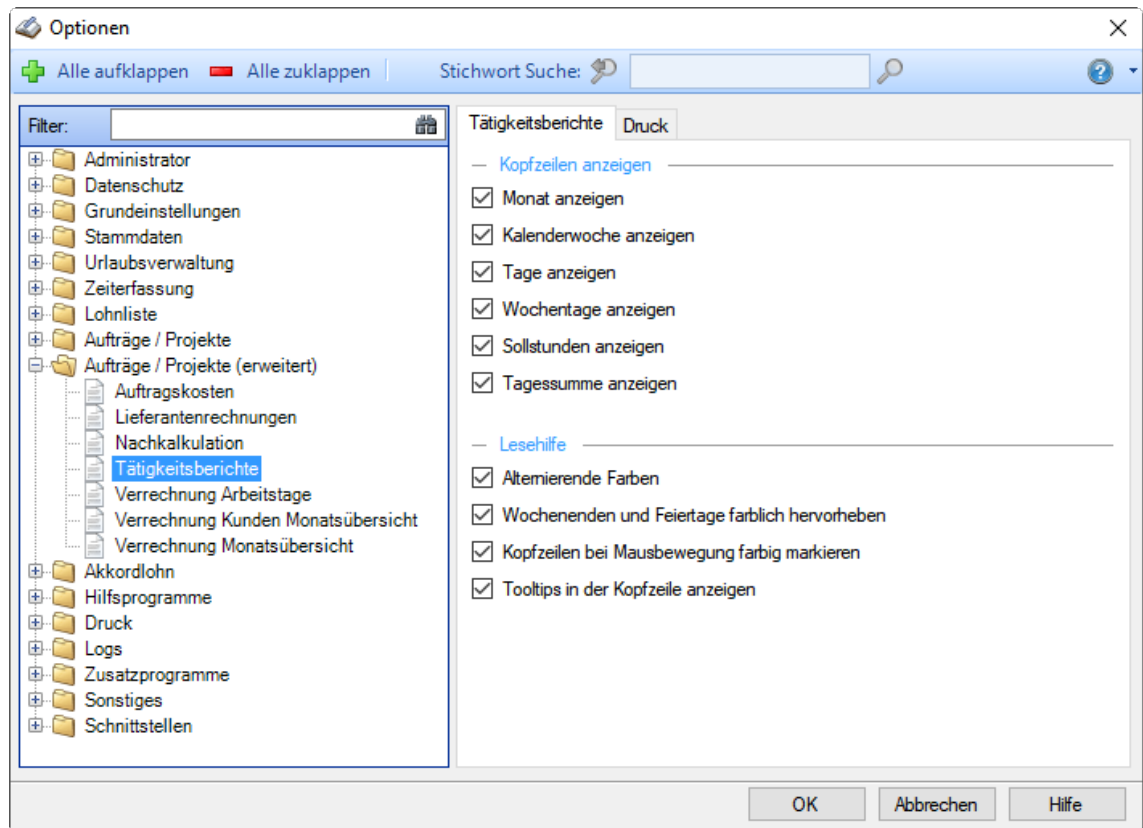 Optionen
Alle aufklappen Alle zuklappen Stichwort Suche:
Filter:
Administrator
Datenschutz
Grundeinstellungen
Stammdaten
Urlaubsverwaltung
Zeiterfassung
Lohnliste
Aufträge / Projekte
Aufträge / Projekte (erweitert)
Auftragskosten
Lieferantenrechnungen
Nachkalkulation
Tätigkeitsberichte
Verrechnung Arbeitstage
Verrechnung Kunden Monatsübersicht
Verrechnung Monatsübersicht
Akkordlohn
Hilfsprogramme
Druck
Logs
Zusatzprogramme
Sonstiges
Schnittstellen
Tätigkeitsberichte Druck
Kopfzeilen anzeigen
Monat anzeigen
Kalenderwoche anzeigen
Tage anzeigen
Wochentage anzeigen
Sollstunden anzeigen
Tagessumme anzeigen
Lesehilfe
Alternierende Farben
Wochenenden und Feiertage farblich hervorheben
Kopfzeilen bei Mausbewegung farbig markieren
Tooltips in der Kopfzeile anzeigen
OK Abbrechen Hilfe